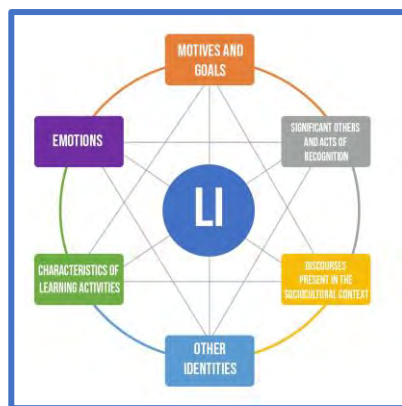 MOTIVES AND
GOALS
EMOTIONS
SIGNIFICANT OTHERS
AND ACTS OF
RECOGNITION
LI
CHARACTERISTICS OF
LEARNING ACTIVITIES
DISCOURSES
PRESENT IN THE
SOCIOCULTURAL CONTEXT
OTHER
IDENTITIES